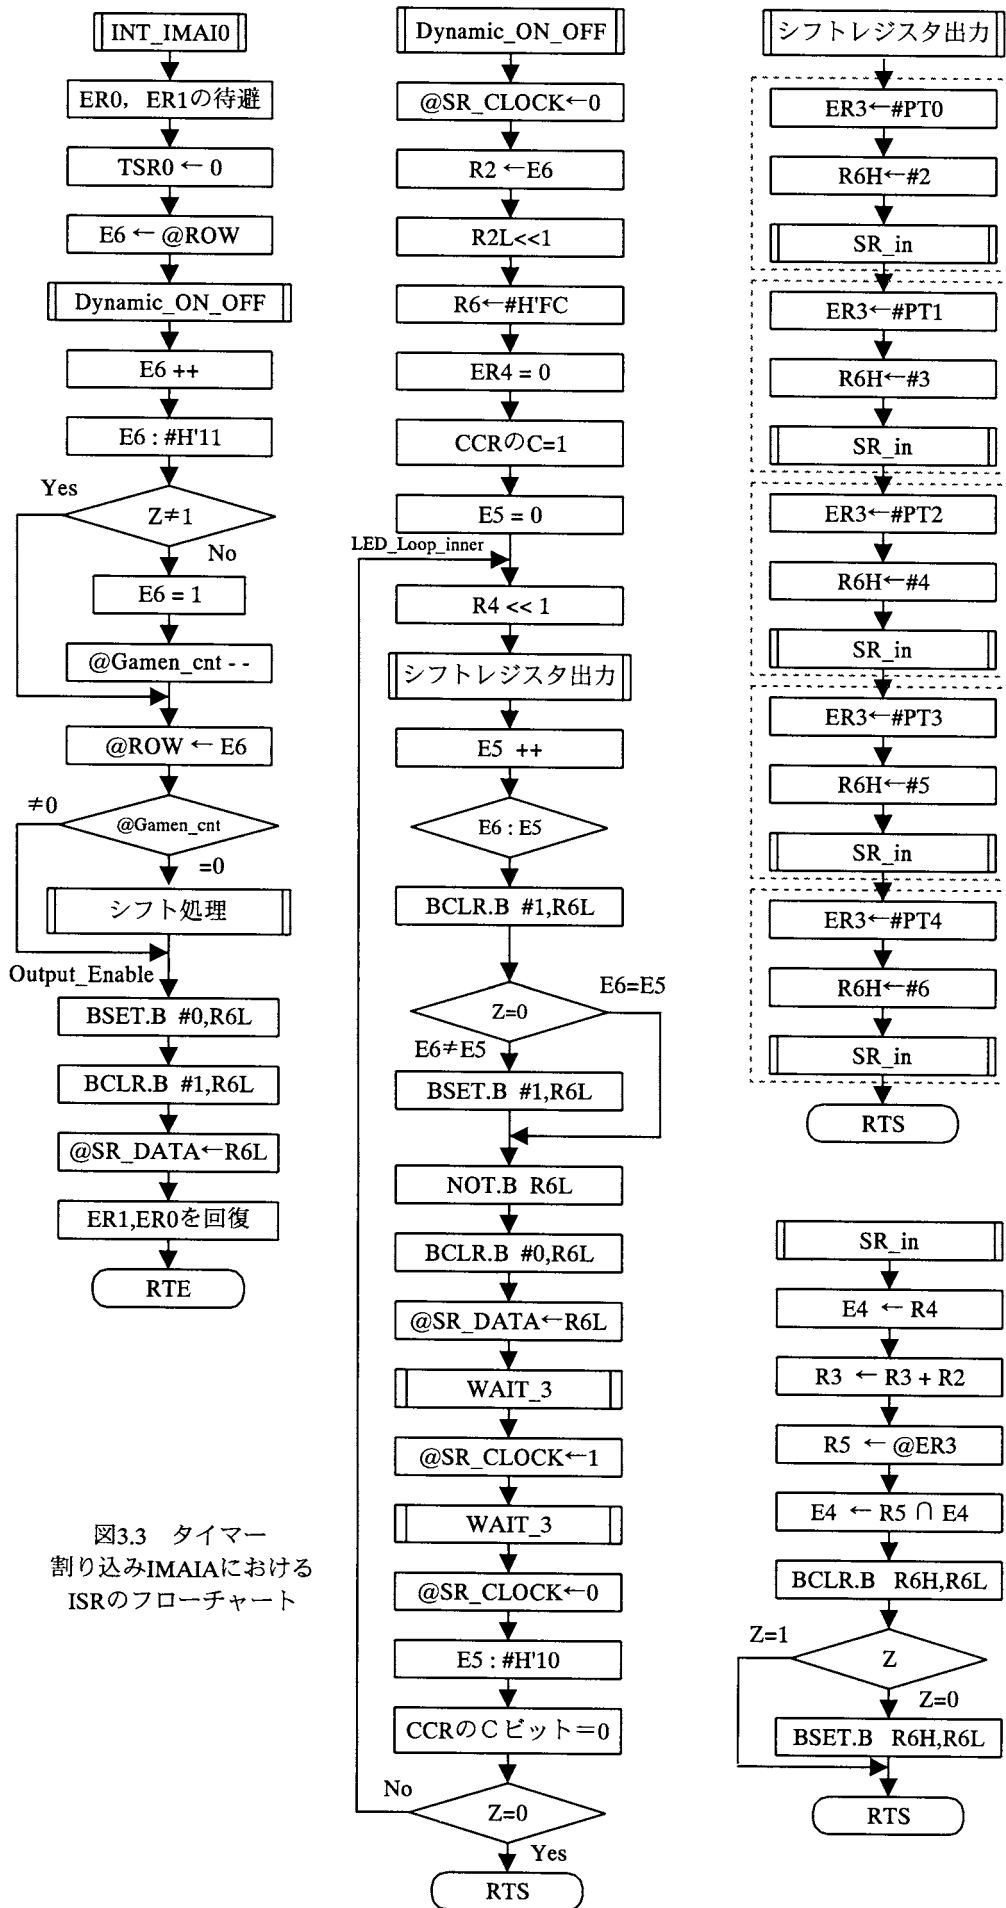 INT_IMAI0
ER0，ER1の待避
TSR0 ← 0
E6 ← @ROW
Dynamic_ON_OFF
E6 ++
E6 : #H'11
Yes
Z≠1
No
E6 = 1
@Gamen_cnt - -
@ROW ← E6
≠0
@Gamen_cnt
=0
シフト処理
Output_Enable
BSET.B #0,R6L
BCLR.B #1,R6L
@SR_DATA←R6L
ER1,ER0を回復
RTE
図3.3 タイマー
割り込みIMAIAにおける
ISRのフローチャート
Dynamic_ON_OFF
@SR_CLOCK←0
R2 ←E6
R2L<<1
R6←#H'FC
ER4 = 0
CCRのC=1
E5 = 0
LED_Loop_inner
R4 << 1
シフトレジスタ出力
E5 ++
E6 : E5
BCLR.B #1,R6L
Z=0
E6=E5
E6≠E5
BSET.B #1,R6L
NOT.B R6L
BCLR.B #0,R6L
@SR_DATA←R6L
WAIT_3
@SR_CLOCK←1
WAIT_3
@SR_CLOCK←0
E5 : #H'10
CCRのＣビット＝0
No
Z=0
Yes
RTS
シフトレジスタ出力
ER3←#PT0
R6H←#2
SR_in
ER3←#PT1
R6H←#3
SR_in
ER3←#PT2
R6H←#4
SR_in
ER3←#PT3
R6H←#5
SR_in
ER3←#PT4
R6H←#6
SR_in
RTS
SR_in
E4 ← R4
R3 ← R3 + R2
R5 ← @ER3
E4 ← R5 ∩ E4
BCLR.B R6H,R6L
Z=1
Z
Z=0
BSET.B R6H,R6L
RTS